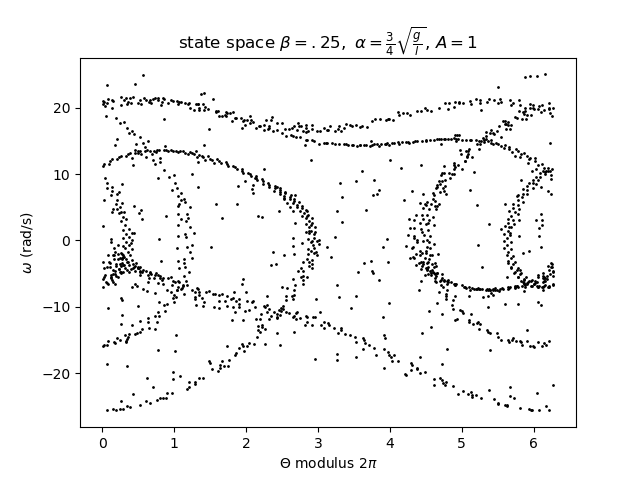 state space β = .25, α = 3/4 √(g/l), A = 1
20
10
0
−10
−20
ω (rad/s)
0 1 2 3 4 5 6
Θ modulus 2π